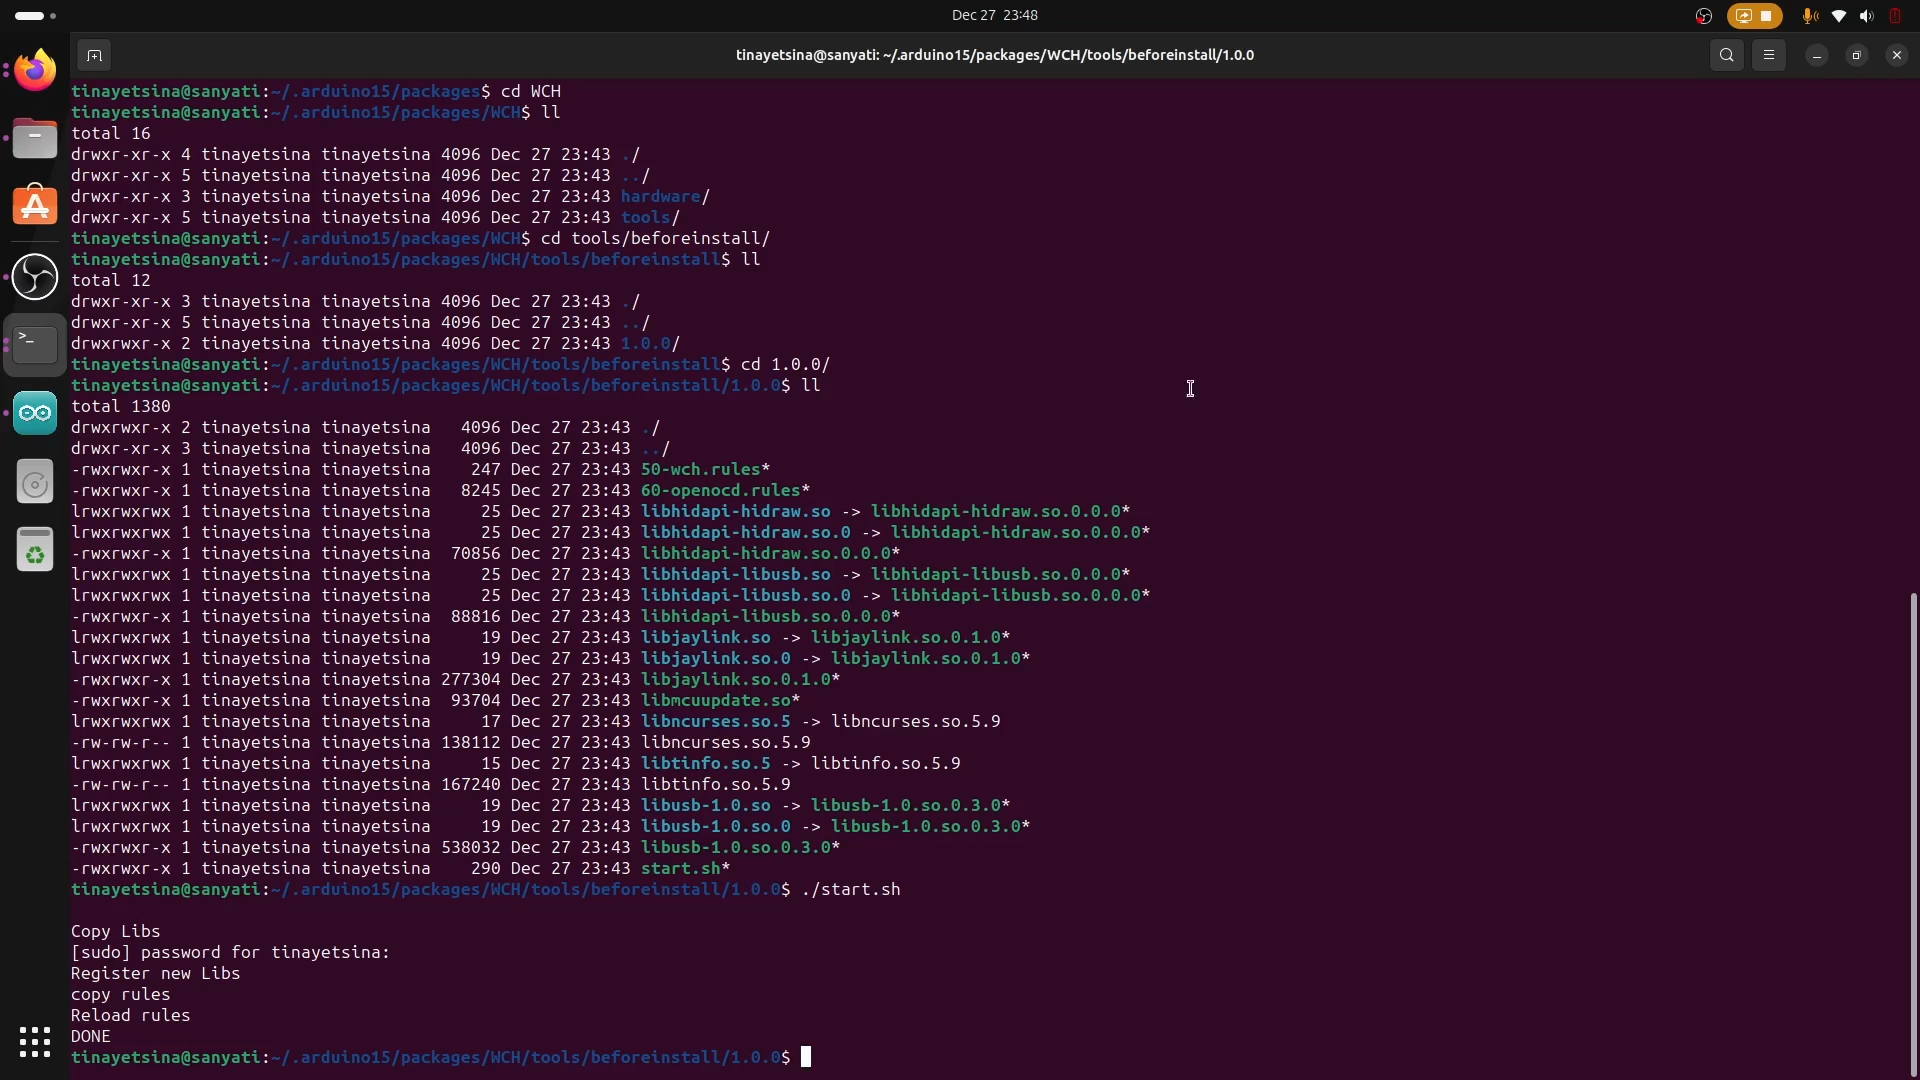 Dec 27 23:48
tinayetsina@sanyati: ~/.arduino15/packages/WCH/tools/beforeinstall/1.0.0
tinayetsina@sanyati:~/.arduino15/packages$ cd WCH
tinayetsina@sanyati:~/.arduino15/packages/WCH$ ll
total 16
drwxr-xr-x 4 tinayetsina tinayetsina 4096 Dec 27 23:43 ./
drwxr-xr-x 5 tinayetsina tinayetsina 4096 Dec 27 23:43 ../
drwxr-xr-x 3 tinayetsina tinayetsina 4096 Dec 27 23:43 hardware/
drwxr-xr-x 5 tinayetsina tinayetsina 4096 Dec 27 23:43 tools/
tinayetsina@sanyati:~/.arduino15/packages/WCH$ cd tools/beforeinstall/
tinayetsina@sanyati:~/.arduino15/packages/WCH/tools/beforeinstall$ ll
total 12
drwxr-xr-x 3 tinayetsina tinayetsina 4096 Dec 27 23:43 ./
drwxr-xr-x 5 tinayetsina tinayetsina 4096 Dec 27 23:43 ../
drwxrwxr-x 2 tinayetsina tinayetsina 4096 Dec 27 23:43 1.0.0/
tinayetsina@sanyati:~/.arduino15/packages/WCH/tools/beforeinstall$ cd 1.0.0/
tinayetsina@sanyati:~/.arduino15/packages/WCH/tools/beforeinstall/1.0.0$ ll
total 1380
drwxrwxr-x 2 tinayetsina tinayetsina   4096 Dec 27 23:43 ./
drwxr-xr-x 3 tinayetsina tinayetsina   4096 Dec 27 23:43 ../
-rwxrwxr-x 1 tinayetsina tinayetsina    247 Dec 27 23:43 50-wch.rules*
-rwxrwxr-x 1 tinayetsina tinayetsina   8245 Dec 27 23:43 60-openocd.rules*
lrwxrwxrwx 1 tinayetsina tinayetsina     25 Dec 27 23:43 libhidapi-hidraw.so -> libhidapi-hidraw.so.0.0.0*
lrwxrwxrwx 1 tinayetsina tinayetsina     25 Dec 27 23:43 libhidapi-hidraw.so.0 -> libhidapi-hidraw.so.0.0.0*
-rwxrwxr-x 1 tinayetsina tinayetsina  70856 Dec 27 23:43 libhidapi-hidraw.so.0.0.0*
lrwxrwxrwx 1 tinayetsina tinayetsina     25 Dec 27 23:43 libhidapi-libusb.so -> libhidapi-libusb.so.0.0.0*
lrwxrwxrwx 1 tinayetsina tinayetsina     25 Dec 27 23:43 libhidapi-libusb.so.0 -> libhidapi-libusb.so.0.0.0*
-rwxrwxr-x 1 tinayetsina tinayetsina  88816 Dec 27 23:43 libhidapi-libusb.so.0.0.0*
lrwxrwxrwx 1 tinayetsina tinayetsina     19 Dec 27 23:43 libjaylink.so -> libjaylink.so.0.1.0*
lrwxrwxrwx 1 tinayetsina tinayetsina     19 Dec 27 23:43 libjaylink.so.0 -> libjaylink.so.0.1.0*
-rwxrwxr-x 1 tinayetsina tinayetsina 277304 Dec 27 23:43 libjaylink.so.0.1.0*
-rwxrwxr-x 1 tinayetsina tinayetsina  93704 Dec 27 23:43 libmcuupdate.so*
lrwxrwxrwx 1 tinayetsina tinayetsina     17 Dec 27 23:43 libncurses.so.5 -> libncurses.so.5.9
-rw-rw-r-- 1 tinayetsina tinayetsina 138112 Dec 27 23:43 libncurses.so.5.9
lrwxrwxrwx 1 tinayetsina tinayetsina     15 Dec 27 23:43 libtinfo.so.5 -> libtinfo.so.5.9
-rw-rw-r-- 1 tinayetsina tinayetsina 167240 Dec 27 23:43 libtinfo.so.5.9
lrwxrwxrwx 1 tinayetsina tinayetsina     19 Dec 27 23:43 libusb-1.0.so -> libusb-1.0.so.0.3.0*
lrwxrwxrwx 1 tinayetsina tinayetsina     19 Dec 27 23:43 libusb-1.0.so.0 -> libusb-1.0.so.0.3.0*
-rwxrwxr-x 1 tinayetsina tinayetsina 538032 Dec 27 23:43 libusb-1.0.so.0.3.0*
-rwxrwxr-x 1 tinayetsina tinayetsina    290 Dec 27 23:43 start.sh*
tinayetsina@sanyati:~/.arduino15/packages/WCH/tools/beforeinstall/1.0.0$ ./start.sh
Copy Libs
[sudo] password for tinayetsina:
Register new Libs
copy rules
Reload rules
DONE
tinayetsina@sanyati:~/.arduino15/packages/WCH/tools/beforeinstall/1.0.0$